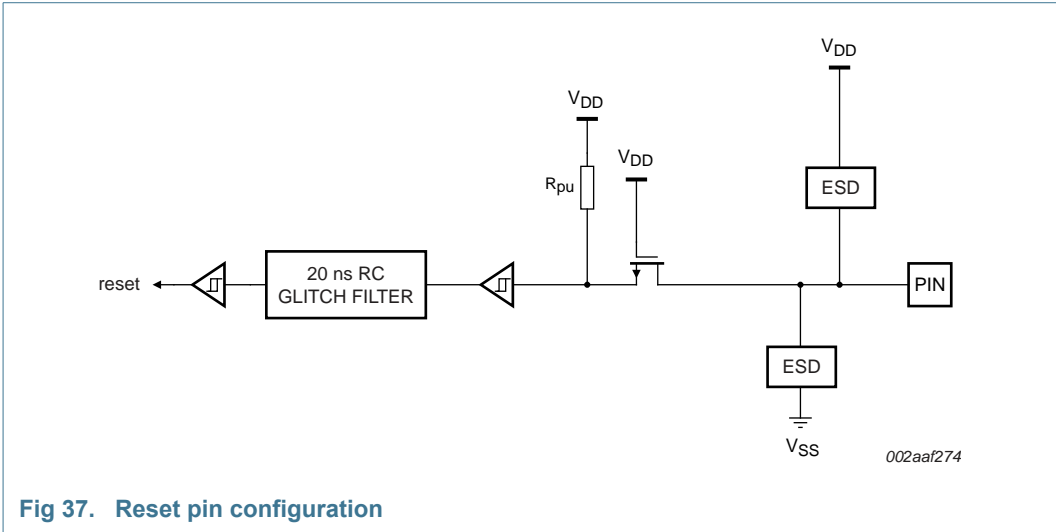 VDD
VDD
VDD
Rpu
ESD
reset
20 ns RC
GLITCH FILTER
PIN
ESD
VSS
002aaf274
Fig 37. Reset pin configuration